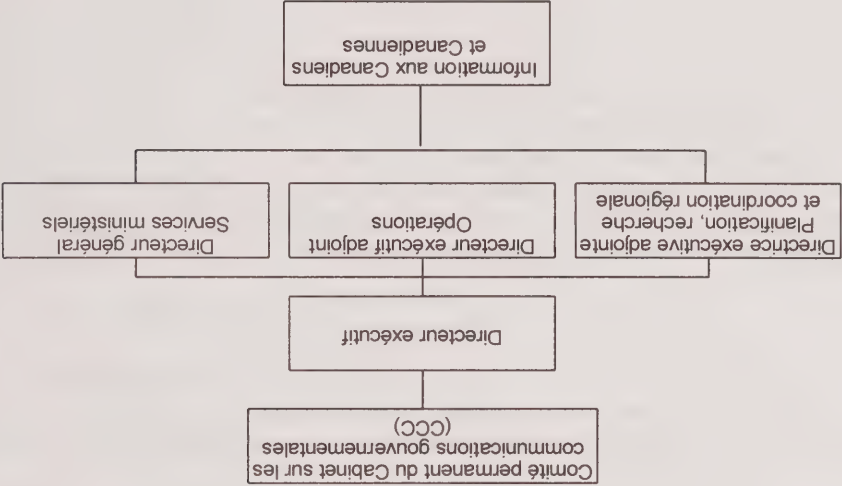 Comité permanent du Cabinet sur les
communications gouvernementales
(CCC)
Directeur exécutif
Directrice exécutive adjointe
Planification, recherche
et coordination régionale
Directeur exécutif adjoint
Opérations
Directeur général
Services ministériels
Information aux Canadiens
et Canadiennes